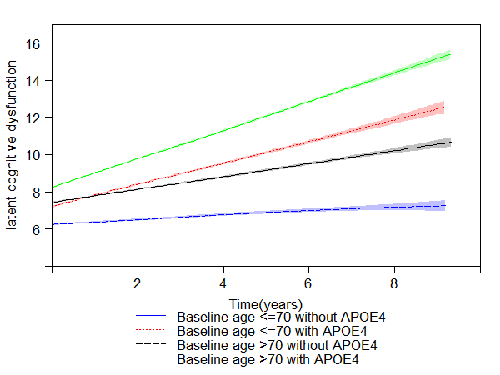 16
14
12
10
8
6
latent cognitive dysfunction
2
4
6
8
Time(years)
Baseline age <=70 without APOE4
Baseline age <=70 with APOE4
Baseline age >70 without APOE4
Baseline age >70 with APOE4